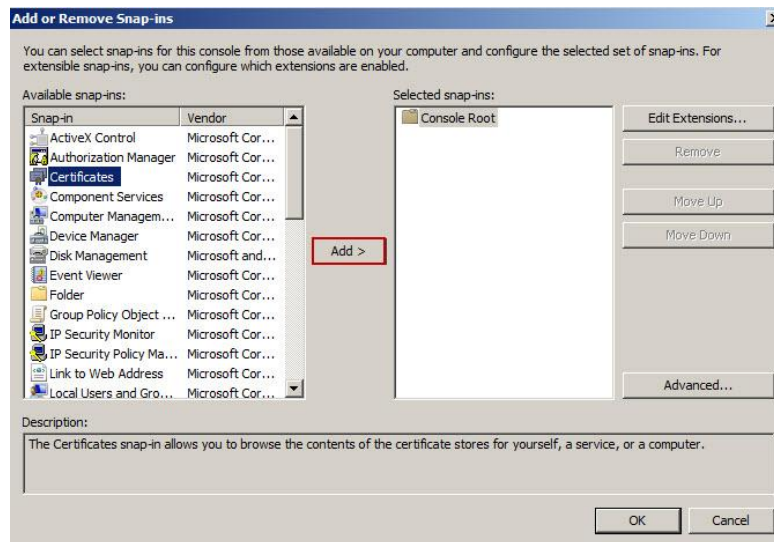 Add or Remove Snap-ins
You can select snap-ins for this console from those available on your computer and configure the selected set of snap-ins. For
extensible snap-ins, you can configure which extensions are enabled.
Available snap-ins:
Snap-in Vendor
ActiveX Control Microsoft Cor...
Authorization Manager Microsoft Cor...
Certificates Microsoft Cor...
Component Services Microsoft Cor...
Computer Managem... Microsoft Cor...
Device Manager Microsoft Cor...
Disk Management Microsoft and...
Event Viewer Microsoft Cor...
Folder Microsoft Cor...
Group Policy Object ... Microsoft Cor...
IP Security Monitor Microsoft Cor...
IP Security Policy Ma... Microsoft Cor...
Link to Web Address Microsoft Cor...
Local Users and Gro... Microsoft Cor...
Add >
Selected snap-ins:
Console Root
Edit Extensions...
Remove
Move Up
Move Down
Advanced...
Description:
The Certificates snap-in allows you to browse the contents of the certificate stores for yourself, a service, or a computer.
OK Cancel